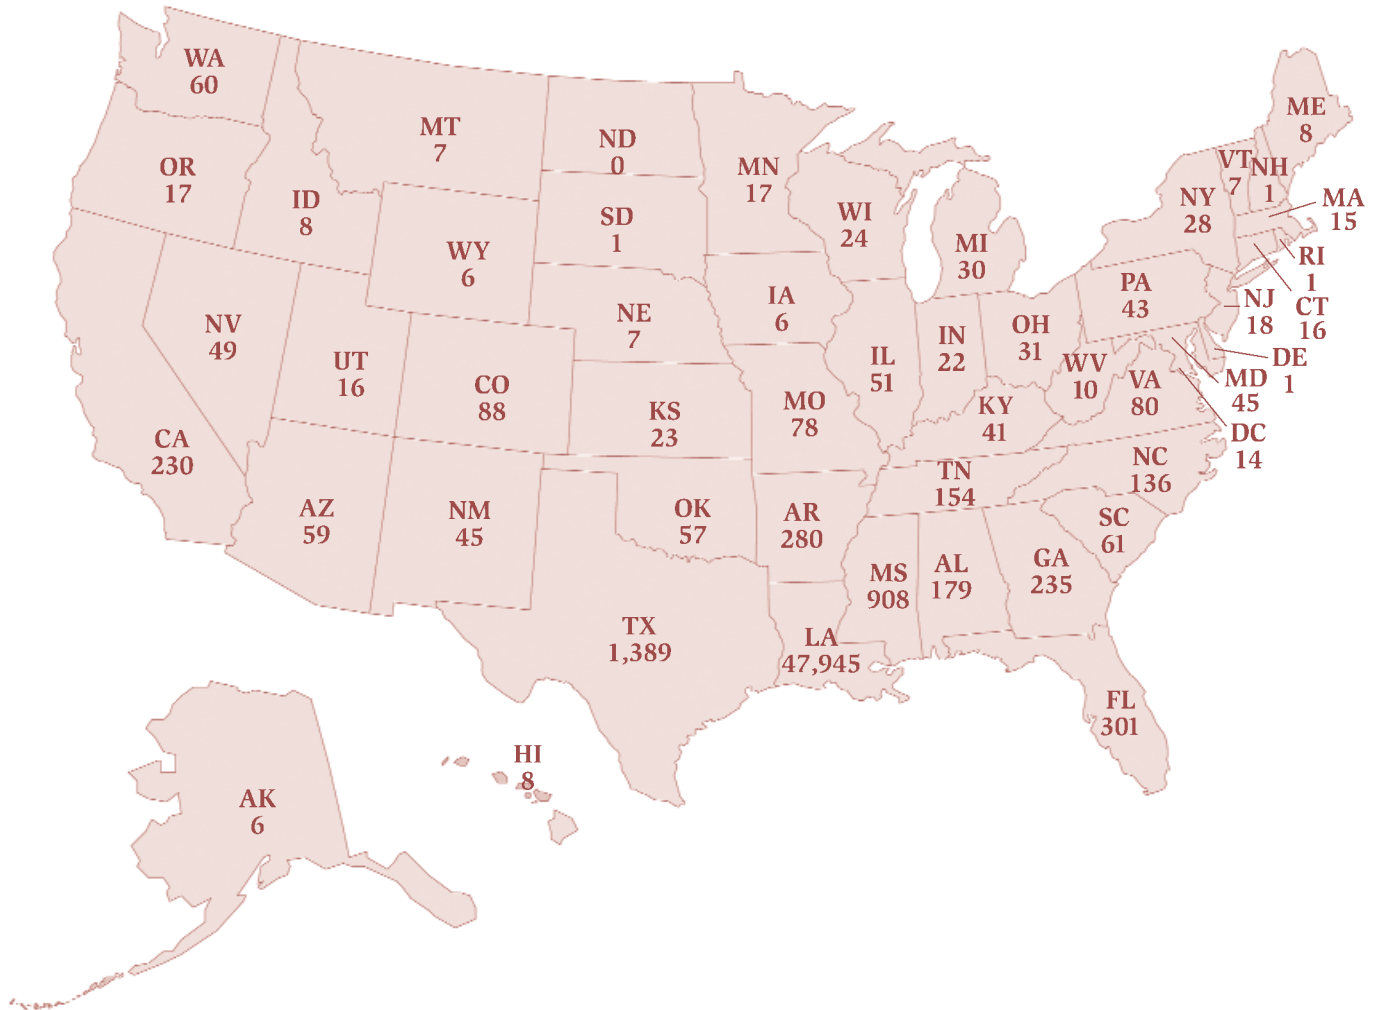 WA
60
MT
7
ND
0
MN
17
ME
8
OR
17
ID
8
SD
1
WI
24
VT
7
NH
1
NY
28
MA
15
WY
6
MI
30
RI
1
NV
49
NE
7
IA
6
PA
43
NJ
18
CT
16
UT
16
CO
88
KS
23
MO
78
IL
51
IN
22
OH
31
WV
10
VA
80
DE
1
MD
45
DC
14
CA
230
KY
41
NC
136
AZ
59
NM
45
OK
57
AR
280
TN
154
SC
61
MS
908
AL
179
GA
235
TX
1,389
LA
47,945
FL
301
HI
8
AK
6